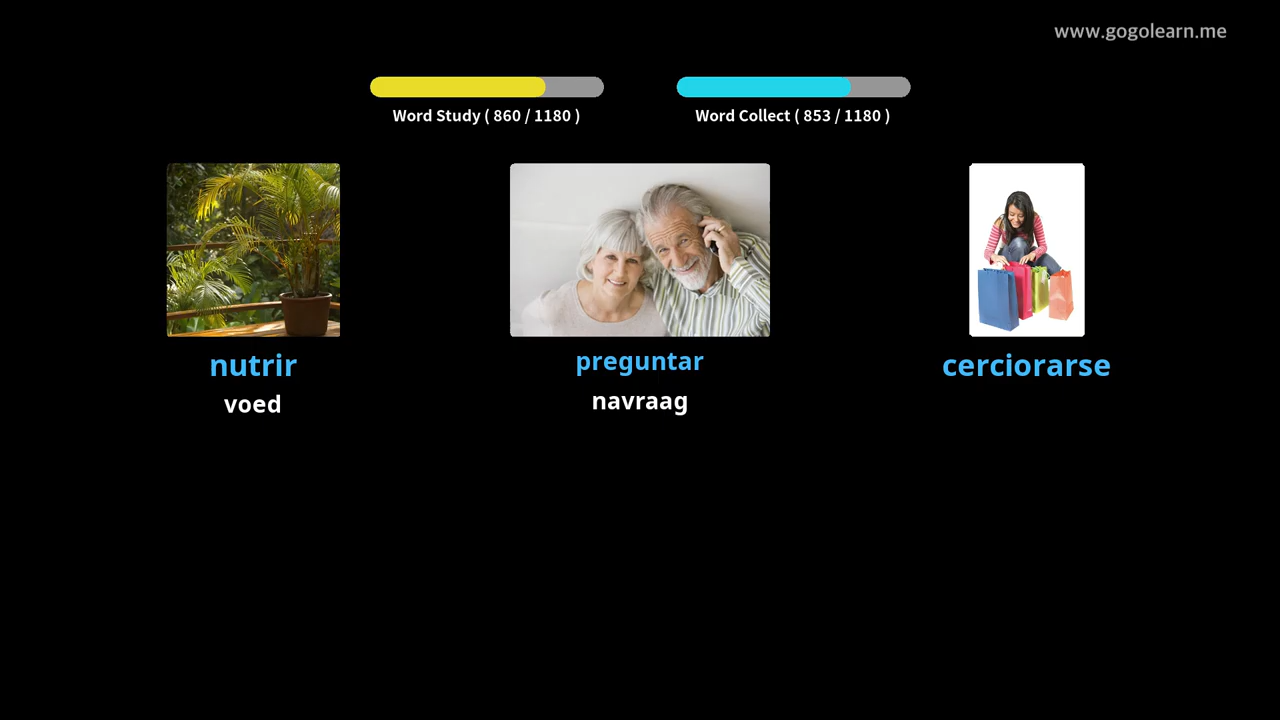 www.gogolearn.me
Word Study ( 860 / 1180 )
Word Collect ( 853 / 1180 )
nutrir
voed
preguntar
navraag
cerciorarse